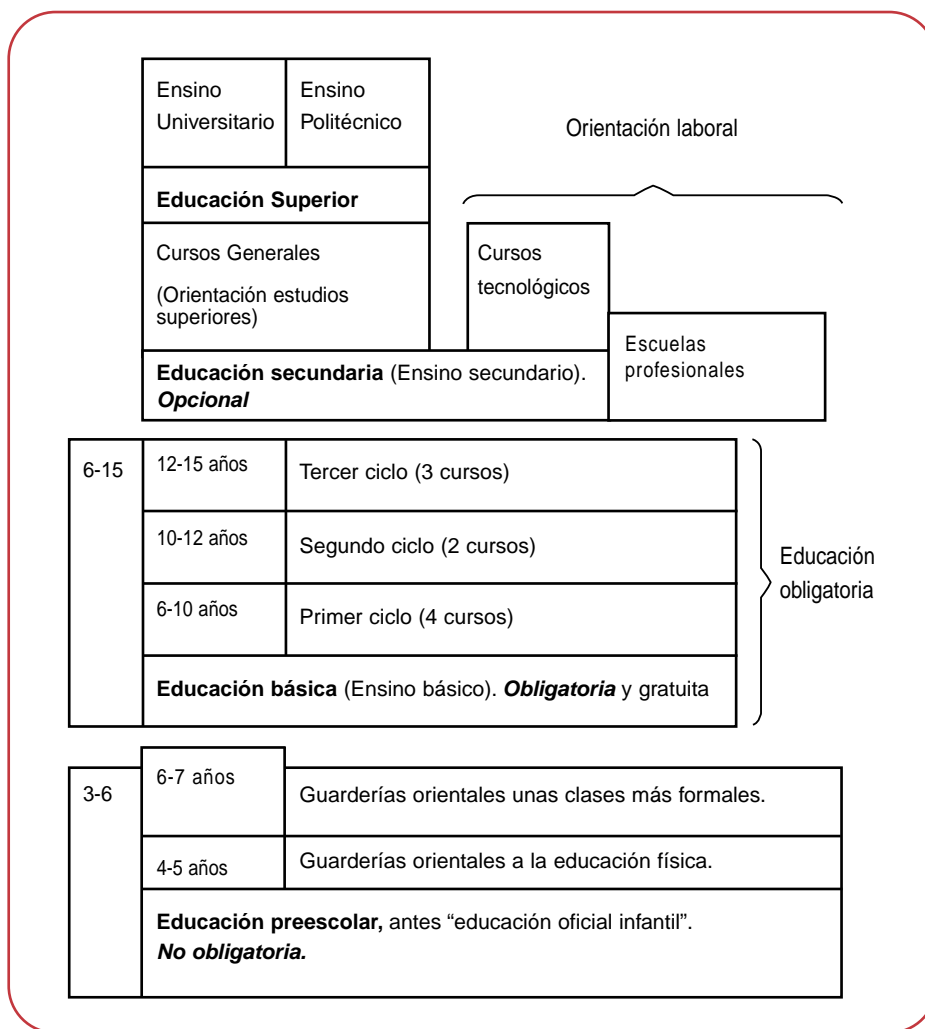 Ensino
Universitario
Ensino
Politécnico
Orientación laboral
Educación Superior
Cursos Generales
(Orientación estudios
superiores)
Cursos
tecnológicos
Escuelas
profesionales
Educación secundaria (Ensino secundario).
Opcional
6-15
12-15 años
Tercer ciclo (3 cursos)
10-12 años
Segundo ciclo (2 cursos)
6-10 años
Primer ciclo (4 cursos)
Educación básica (Ensino básico). Obligatoria y gratuita
Educación
obligatoria
3-6
6-7 años
Guarderías orientales unas clases más formales.
4-5 años
Guarderías orientales a la educación física.
Educación preescolar, antes “educación oficial infantil”.
No obligatoria.